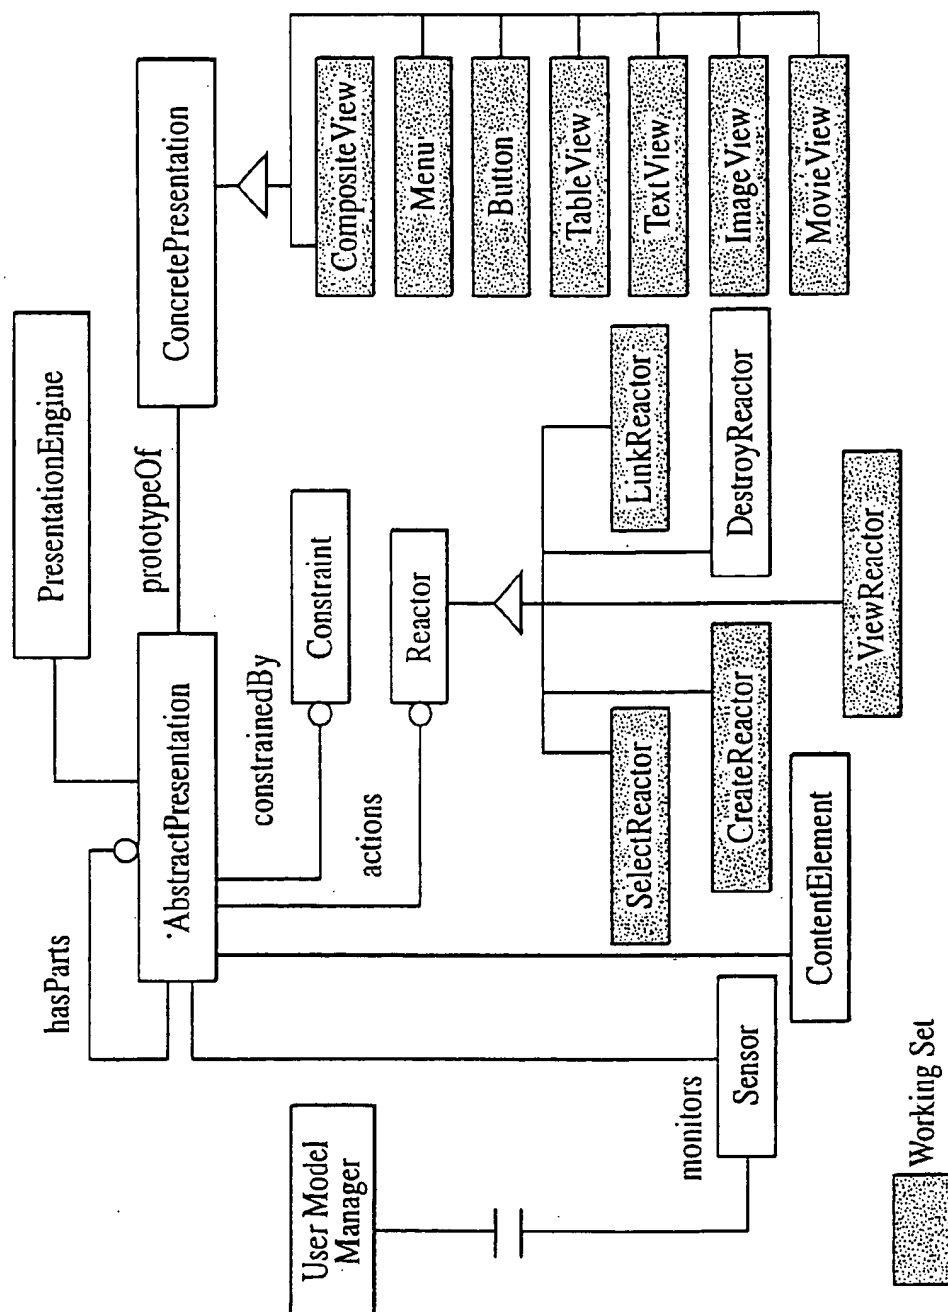 PresentationEngine
hasParts
*AbstractPresentation
prototypeOf
ConcretePresentation
User Model
Manager
constrainedBy
Constraint
CompositeView
actions
Reactor
Menu
Button
TableView
SelectReactor
LinkReactor
TextView
monitors
Sensor
CreateReactor
DestroyReactor
ImageView
ContentElement
ViewReactor
MovieView
Working Set